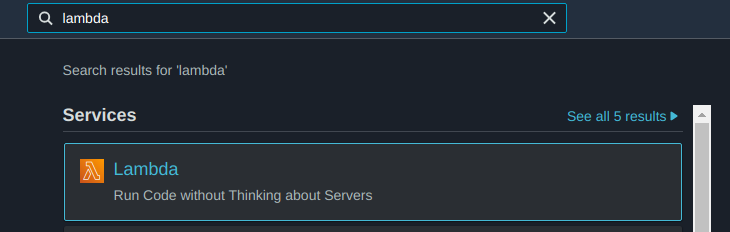 lambda
Search results for 'lambda'
Services
See all 5 results
Lambda
Run Code without Thinking about Servers